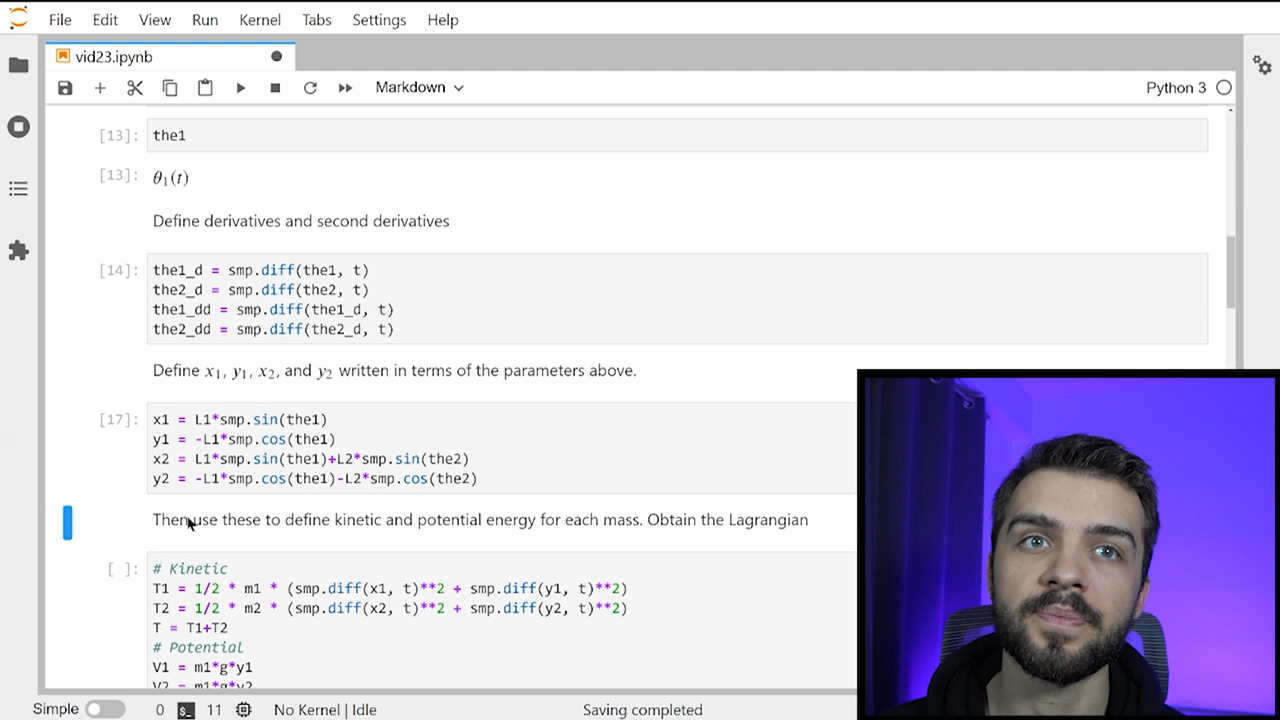 File Edit View Run Kernel Tabs Settings Help
vid23.ipynb
Markdown Python 3
[13]: the1
[13]: θ₁(t)
Define derivatives and second derivatives
[14]: the1_d = smp.diff(the1, t)
the2_d = smp.diff(the2, t)
the1_dd = smp.diff(the1_d, t)
the2_dd = smp.diff(the2_d, t)
Define x₁, y₁, x₂, and y₂ written in terms of the parameters above.
[17]: x1 = L1*smp.sin(the1)
y1 = -L1*smp.cos(the1)
x2 = L1*smp.sin(the1)+L2*smp.sin(the2)
y2 = -L1*smp.cos(the1)-L2*smp.cos(the2)
Then use these to define kinetic and potential energy for each mass. Obtain the Lagrangian
[ ]: # Kinetic
T1 = 1/2 * m1 * (smp.diff(x1, t)**2 + smp.diff(y1, t)**2)
T2 = 1/2 * m2 * (smp.diff(x2, t)**2 + smp.diff(y2, t)**2)
T = T1+T2
# Potential
V1 = m1*g*y1
V2 = m1*g*y2
Simple 0 11 No Kernel | Idle Saving completed